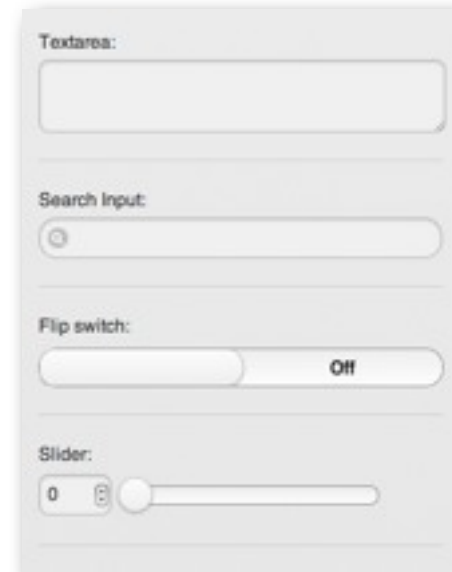 Textarea:
Search Input:
Flip switch:
Off
Slider:
0